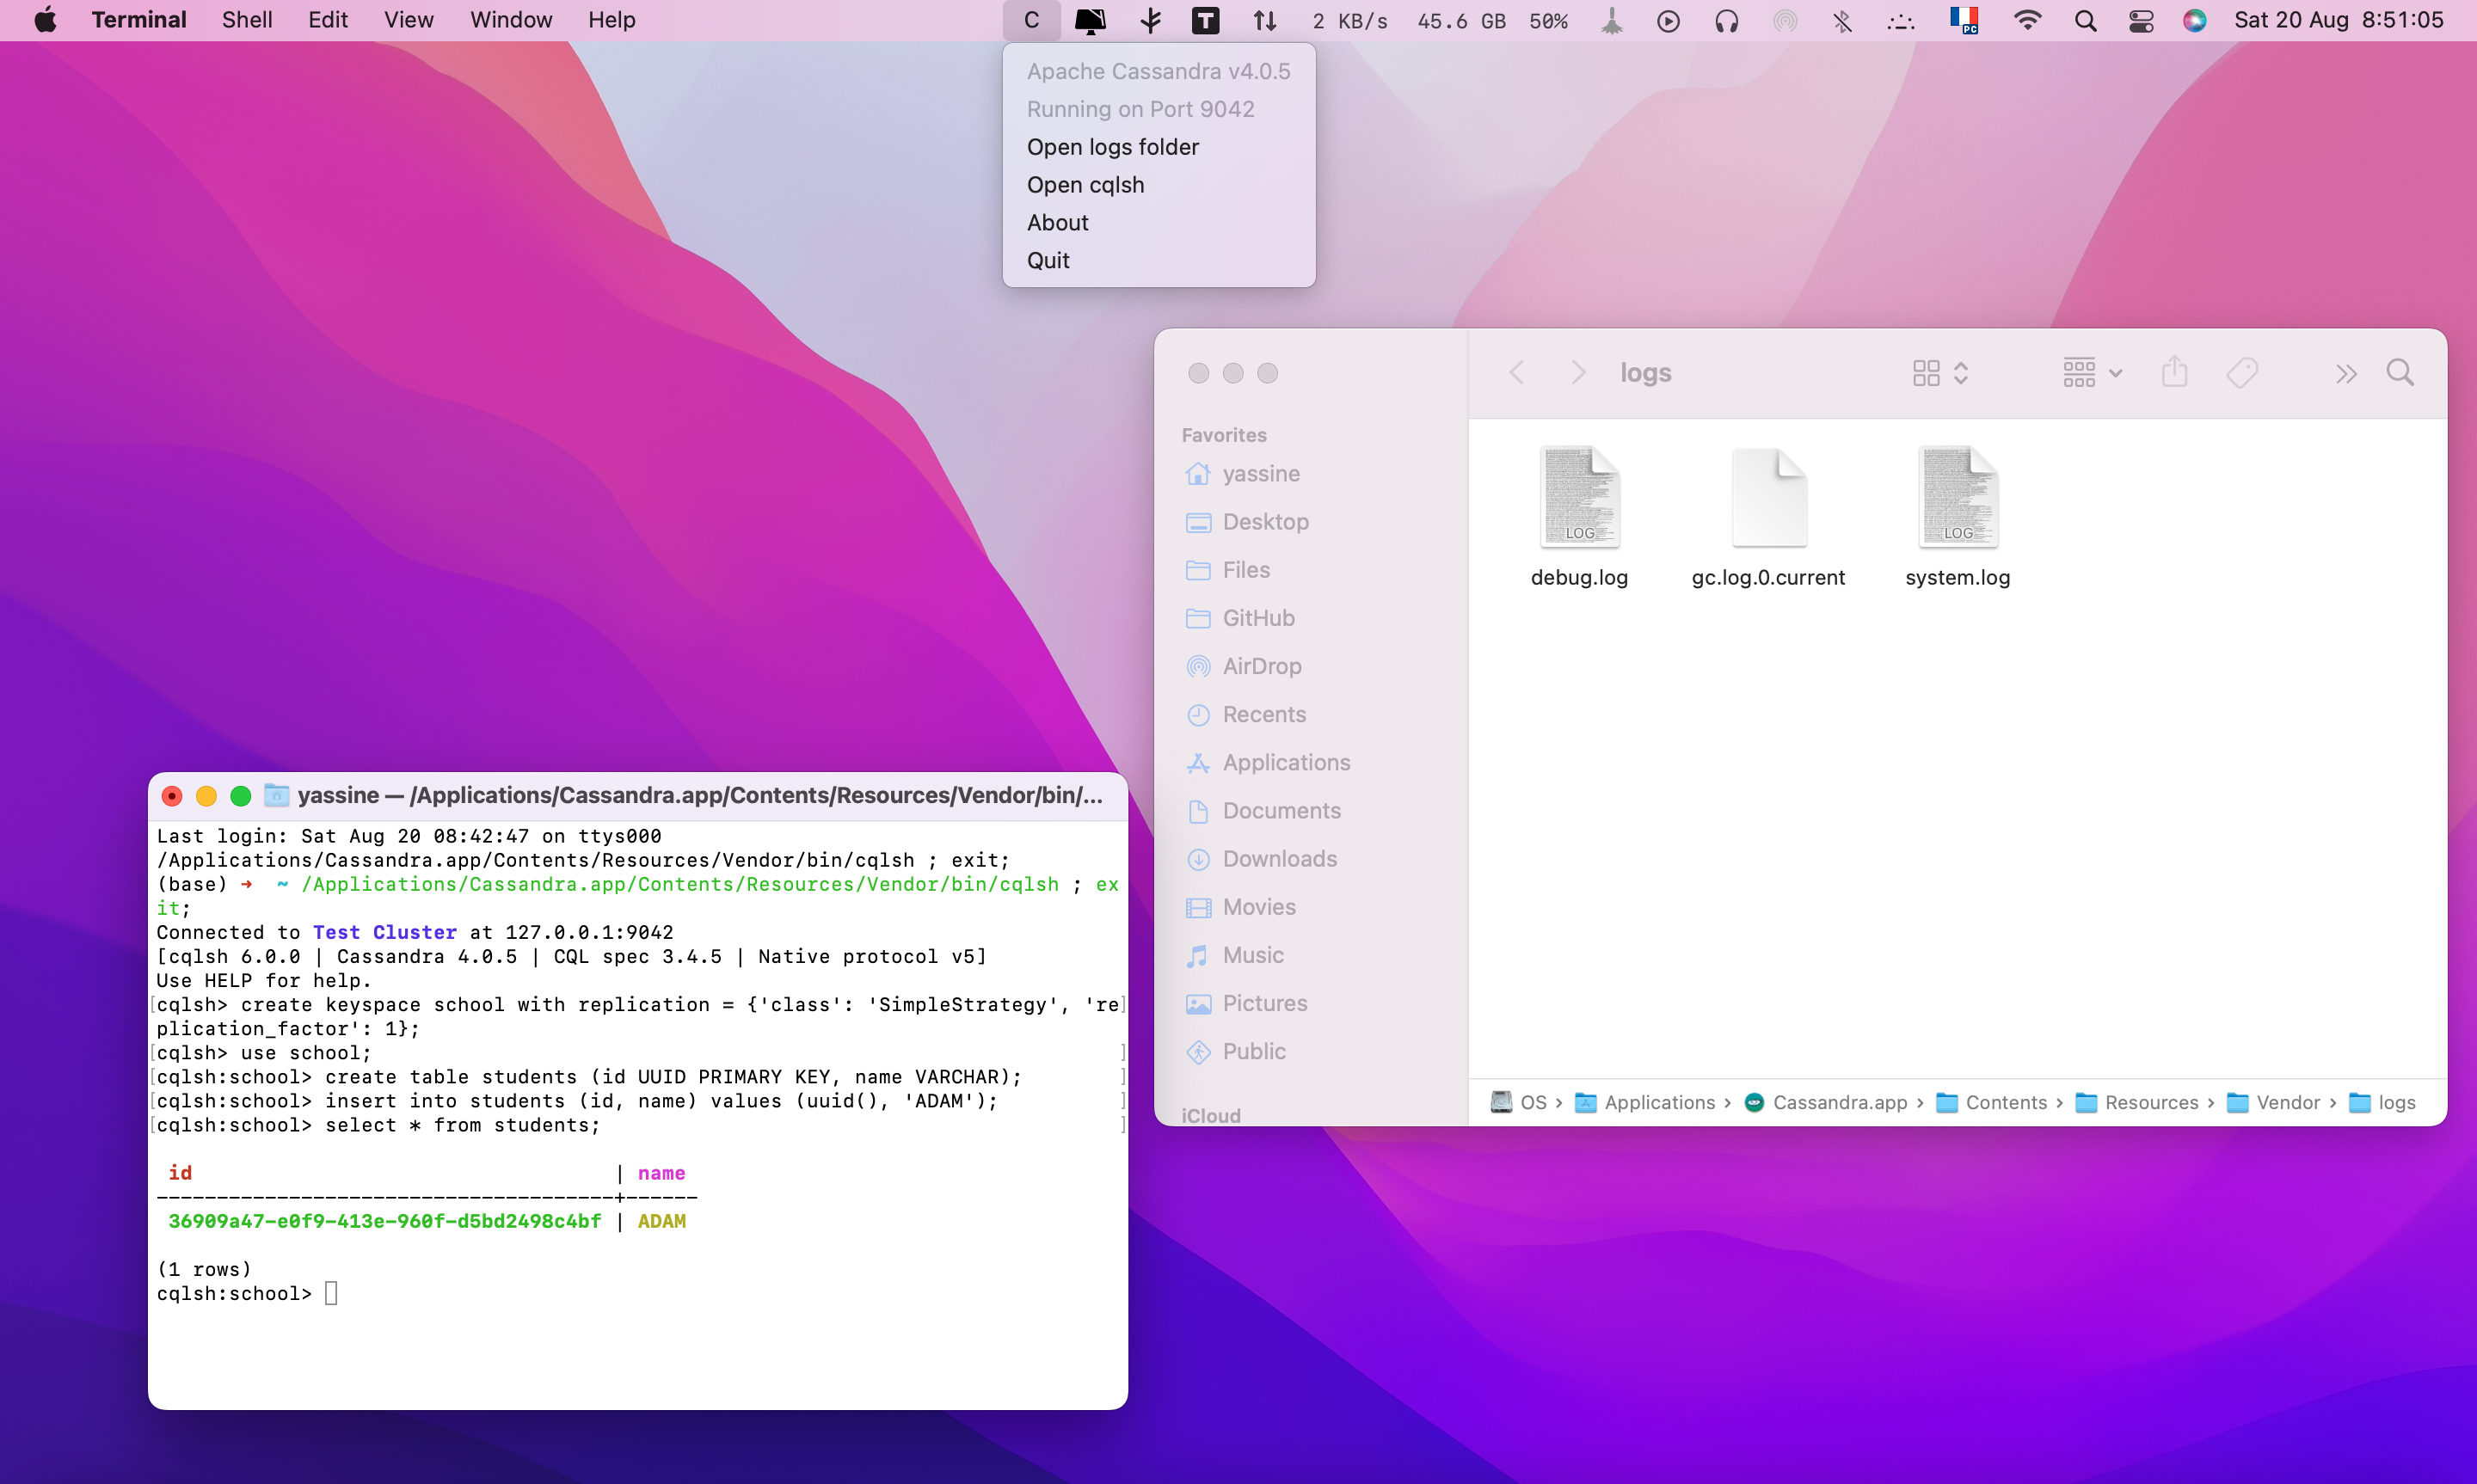 Terminal Shell Edit View Window Help C T 2 KB/s 45.6 GB 50% PC Sat 20 Aug 8:51:05
Apache Cassandra v4.0.5
Running on Port 9042
Open logs folder
Open cqlsh
About
Quit
logs
Favorites
yassine
Desktop
Files
GitHub
AirDrop
Recents
Applications
Documents
Downloads
Movies
Music
Pictures
Public
iCloud
LOG
LOG
debug.log gc.log.0.current system.log
OS › Applications › Cassandra.app › Contents › Resources › Vendor › logs
yassine — /Applications/Cassandra.app/Contents/Resources/Vendor/bin/...
Last login: Sat Aug 20 08:42:47 on ttys000
/Applications/Cassandra.app/Contents/Resources/Vendor/bin/cqlsh ; exit;
(base) ➜  ~ /Applications/Cassandra.app/Contents/Resources/Vendor/bin/cqlsh ; ex
it;
Connected to Test Cluster at 127.0.0.1:9042
[cqlsh 6.0.0 | Cassandra 4.0.5 | CQL spec 3.4.5 | Native protocol v5]
Use HELP for help.
[cqlsh> create keyspace school with replication = {'class': 'SimpleStrategy', 're]
plication_factor': 1};
[cqlsh> use school; ]
[cqlsh:school> create table students (id UUID PRIMARY KEY, name VARCHAR); ]
[cqlsh:school> insert into students (id, name) values (uuid(), 'ADAM'); ]
[cqlsh:school> select * from students; ]
id | name
--------------------------------------+------
36909a47-e0f9-413e-960f-d5bd2498c4bf | ADAM
(1 rows)
cqlsh:school>